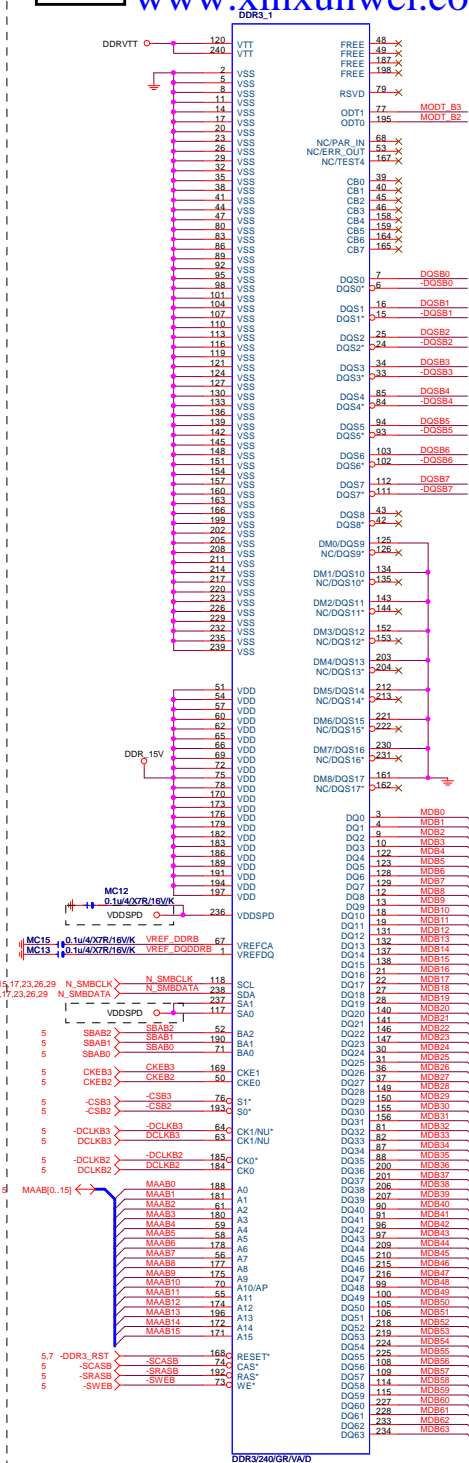 www.xinxunwei.com
DDR3_1
DDRVTT 120 VTT
240 VTT
2 VSS
5 VSS
8 VSS
11 VSS
14 VSS
17 VSS
20 VSS
23 VSS
26 VSS
29 VSS
32 VSS
35 VSS
38 VSS
41 VSS
44 VSS
47 VSS
80 VSS
83 VSS
86 VSS
89 VSS
92 VSS
95 VSS
98 VSS
101 VSS
104 VSS
107 VSS
110 VSS
113 VSS
116 VSS
119 VSS
121 VSS
124 VSS
127 VSS
130 VSS
133 VSS
136 VSS
139 VSS
142 VSS
145 VSS
148 VSS
151 VSS
154 VSS
157 VSS
160 VSS
163 VSS
166 VSS
199 VSS
202 VSS
205 VSS
208 VSS
211 VSS
214 VSS
217 VSS
220 VSS
223 VSS
226 VSS
229 VSS
232 VSS
235 VSS
239 VSS
51 VDD
54 VDD
57 VDD
60 VDD
62 VDD
65 VDD
66 VDD
69 VDD
72 VDD
DDR_15V 75 VDD
78 VDD
170 VDD
173 VDD
176 VDD
179 VDD
182 VDD
183 VDD
186 VDD
189 VDD
191 VDD
194 VDD
197 VDD
MC12
0.1u/4/X7R/16V/K
VDDSPD 236 VDDSPD
MC15 0.1u/4/X7R/16V/K VREF_DDRB 67 VREFCA
MC13 0.1u/4/X7R/16V/K VREF_DQDDRB 1 VREFDQ
,17,23,26,29 N_SMBCLK N_SMBCLK 118 SCL
,17,23,26,29 N_SMBDATA N_SMBDATA 238 SDA
237 SA1
VDDSPD 117 SA0
5 SBAB2 SBAB2 52 BA2
5 SBAB1 SBAB1 190 BA1
5 SBAB0 SBAB0 71 BA0
5 CKEB3 CKEB3 169 CKE1
5 CKEB2 CKEB2 50 CKE0
5 -CSB3 -CSB3 76 S1*
5 -CSB2 -CSB2 193 S0*
5 -DCLKB3 -DCLKB3 64 CK1/NU*
5 DCLKB3 DCLKB3 63 CK1/NU
5 -DCLKB2 -DCLKB2 185 CK0*
5 DCLKB2 DCLKB2 184 CK0
5 MAAB[0..15] MAAB0 188 A0
MAAB1 181 A1
MAAB2 61 A2
MAAB3 180 A3
MAAB4 59 A4
MAAB5 58 A5
MAAB6 178 A6
MAAB7 56 A7
MAAB8 177 A8
MAAB9 175 A9
MAAB10 70 A10/AP
MAAB11 55 A11
MAAB12 174 A12
MAAB13 196 A13
MAAB14 172 A14
MAAB15 171 A15
5,7 -DDR3_RST 168 RESET*
5 -SCASB -SCASB 74 CAS*
5 -SRASB -SRASB 192 RAS*
5 -SWEB -SWEB 73 WE*
FREE 48
FREE 49
FREE 187
FREE 198
RSVD 79
ODT1 77 MODT_B3
ODT0 195 MODT_B2
NC/PAR_IN 68
NC/ERR_OUT 53
NC/TEST4 167
CB0 39
CB1 40
CB2 45
CB3 46
CB4 158
CB5 159
CB6 164
CB7 165
DQS0 7 DQSB0
DQS0* 6 -DQSB0
DQS1 16 DQSB1
DQS1* 15 -DQSB1
DQS2 25 DQSB2
DQS2* 24 -DQSB2
DQS3 34 DQSB3
DQS3* 33 -DQSB3
DQS4 85 DQSB4
DQS4* 84 -DQSB4
DQS5 94 DQSB5
DQS5* 93 -DQSB5
DQS6 103 DQSB6
DQS6* 102 -DQSB6
DQS7 112 DQSB7
DQS7* 111 -DQSB7
DQS8 43
DQS8* 42
DM0/DQS9 125
NC/DQS9* 126
DM1/DQS10 134
NC/DQS10* 135
DM2/DQS11 143
NC/DQS11* 144
DM3/DQS12 152
NC/DQS12* 153
DM4/DQS13 203
NC/DQS13* 204
DM5/DQS14 212
NC/DQS14* 213
DM6/DQS15 221
NC/DQS15* 222
DM7/DQS16 230
NC/DQS16* 231
DM8/DQS17 161
NC/DQS17* 162
DQ0 3 MDB0
DQ1 4 MDB1
DQ2 9 MDB2
DQ3 10 MDB3
DQ4 122 MDB4
DQ5 123 MDB5
DQ6 128 MDB6
DQ7 129 MDB7
DQ8 12 MDB8
DQ9 13 MDB9
DQ10 18 MDB10
DQ11 19 MDB11
DQ12 131 MDB12
DQ13 132 MDB13
DQ14 137 MDB14
DQ15 138 MDB15
DQ16 21 MDB16
DQ17 22 MDB17
DQ18 27 MDB18
DQ19 28 MDB19
DQ20 140 MDB20
DQ21 141 MDB21
DQ22 146 MDB22
DQ23 147 MDB23
DQ24 30 MDB24
DQ25 31 MDB25
DQ26 36 MDB26
DQ27 37 MDB27
DQ28 149 MDB28
DQ29 150 MDB29
DQ30 155 MDB30
DQ31 156 MDB31
DQ32 81 MDB32
DQ33 82 MDB33
DQ34 87 MDB34
DQ35 88 MDB35
DQ36 200 MDB36
DQ37 201 MDB37
DQ38 206 MDB38
DQ39 207 MDB39
DQ40 90 MDB40
DQ41 91 MDB41
DQ42 96 MDB42
DQ43 97 MDB43
DQ44 209 MDB44
DQ45 210 MDB45
DQ46 215 MDB46
DQ47 216 MDB47
DQ48 99 MDB48
DQ49 100 MDB49
DQ50 105 MDB50
DQ51 106 MDB51
DQ52 218 MDB52
DQ53 219 MDB53
DQ54 224 MDB54
DQ55 225 MDB55
DQ56 108 MDB56
DQ57 109 MDB57
DQ58 114 MDB58
DQ59 115 MDB59
DQ60 227 MDB60
DQ61 228 MDB61
DQ62 233 MDB62
DQ63 234 MDB63
DDR3/240/GR/VA/D